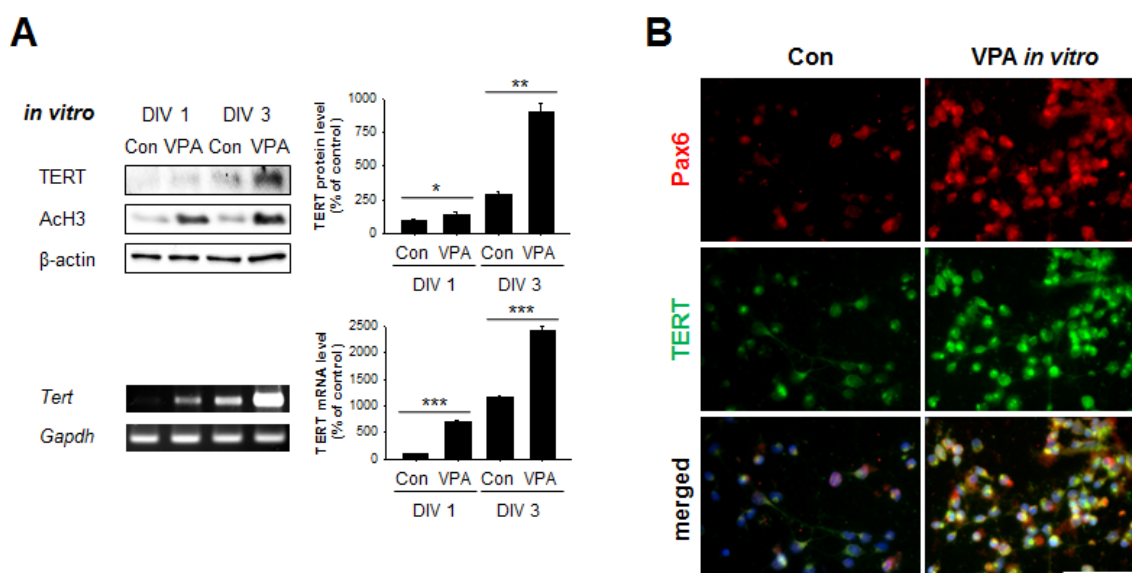 A
in vitro
DIV 1 DIV 3
Con VPA Con VPA
TERT
AcH3
β-actin
TERT protein level
(% of control)
1000
750
500
250
0
*
**
Con VPA Con VPA
DIV 1 DIV 3
Tert
Gapdh
TERT mRNA level
(% of control)
2500
2000
1500
1000
500
0
***
***
Con VPA Con VPA
DIV 1 DIV 3
B
Con VPA in vitro
Pax6
TERT
merged